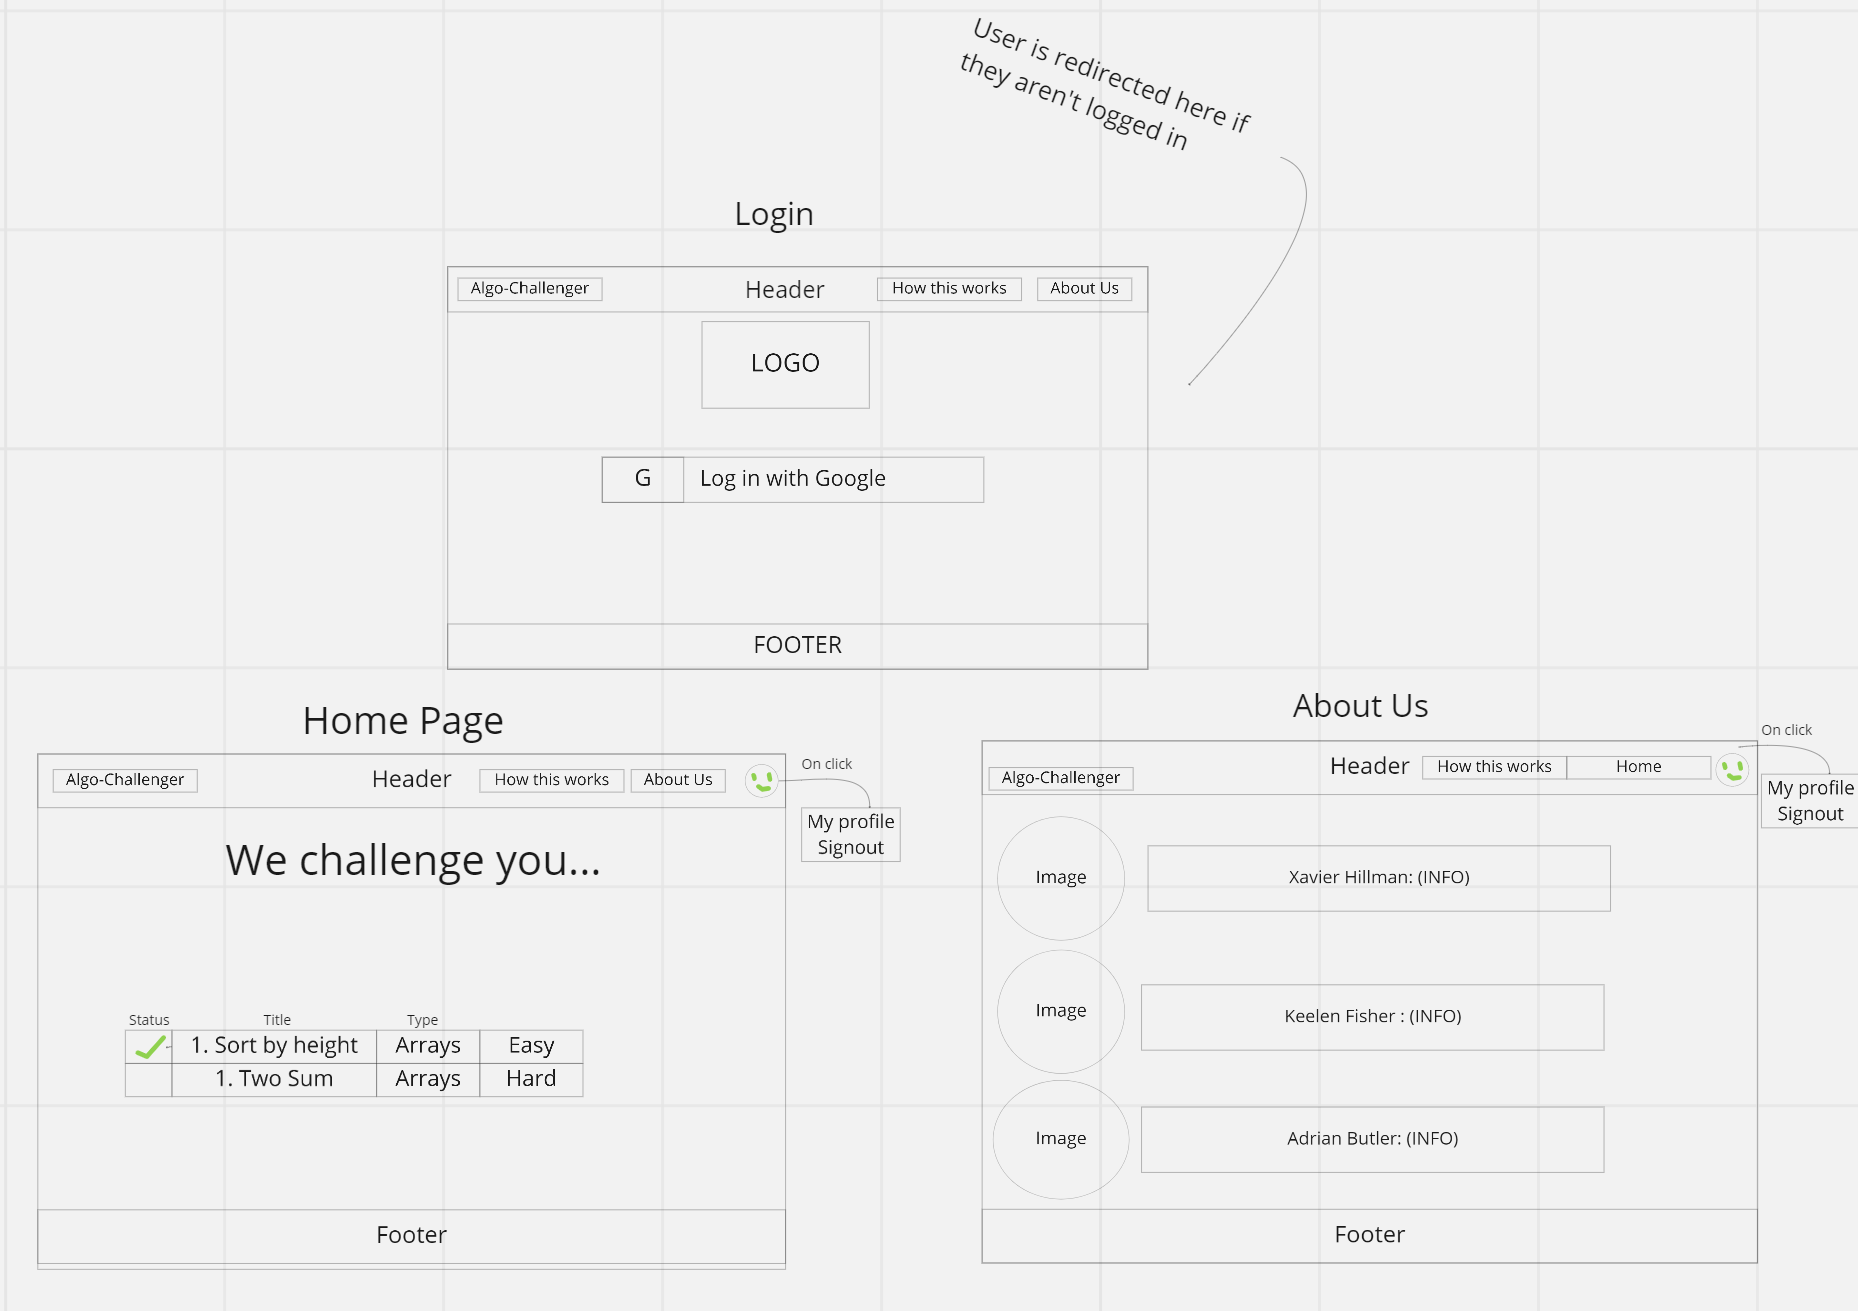 User is redirected here if
they aren't logged in
Login
Algo-Challenger Header How this works About Us
LOGO
G Log in with Google
FOOTER
Home Page
Algo-Challenger Header How this works About Us
On click
My profile
Signout
We challenge you...
Status Title Type
1. Sort by height Arrays Easy
1. Two Sum Arrays Hard
Footer
About Us
On click
Algo-Challenger Header How this works Home
My profile
Signout
Image Xavier Hillman: (INFO)
Image Keelen Fisher : (INFO)
Image Adrian Butler: (INFO)
Footer